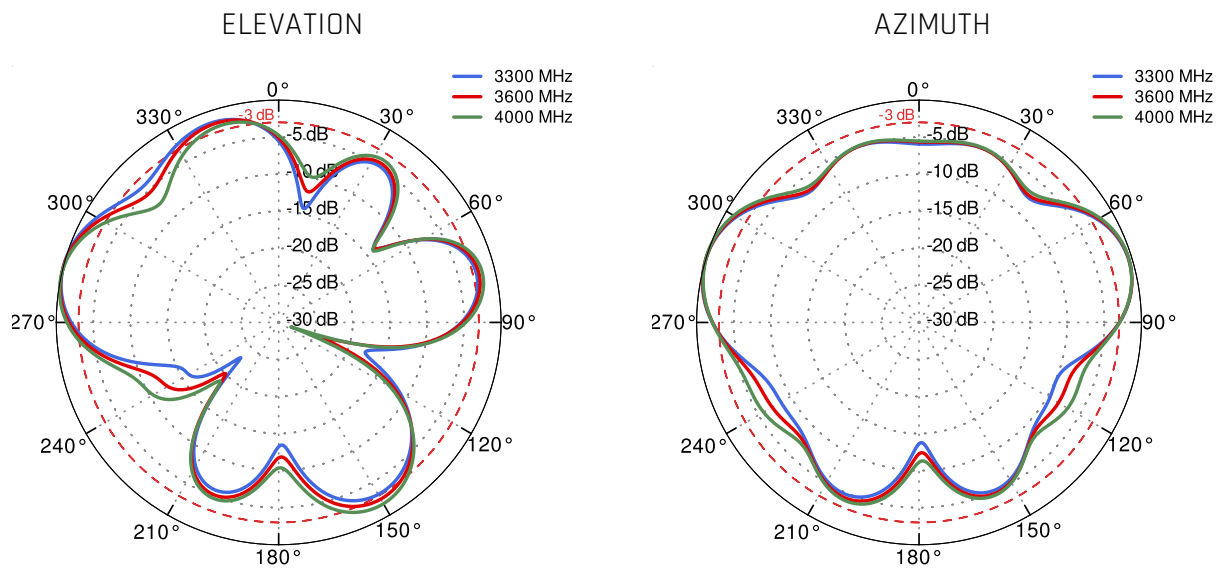 ELEVATION
3300 MHz
3600 MHz
4000 MHz
0°
30°
60°
90°
120°
150°
180°
210°
240°
270°
300°
330°
-3 dB
-5 dB
-10 dB
-15 dB
-20 dB
-25 dB
-30 dB
AZIMUTH
3300 MHz
3600 MHz
4000 MHz
0°
30°
60°
90°
120°
150°
180°
210°
240°
270°
300°
330°
-3 dB
-5 dB
-10 dB
-15 dB
-20 dB
-25 dB
-30 dB